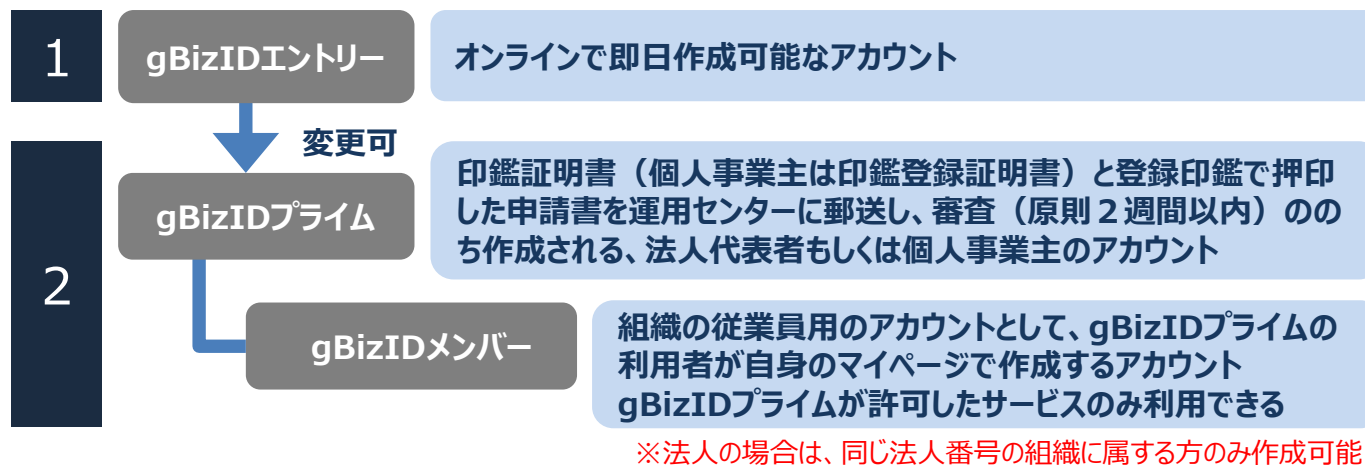 1
gBizIDエントリー
オンラインで即日作成可能なアカウント
変更可
2
gBizIDプライム
印鑑証明書（個人事業主は印鑑登録証明書）と登録印鑑で押印
した申請書を運用センターに郵送し、審査（原則２週間以内）のの
ち作成される、法人代表者もしくは個人事業主のアカウント
gBizIDメンバー
組織の従業員用のアカウントとして、gBizIDプライムの
利用者が自身のマイページで作成するアカウント
gBizIDプライムが許可したサービスのみ利用できる
※法人の場合は、同じ法人番号の組織に属する方のみ作成可能